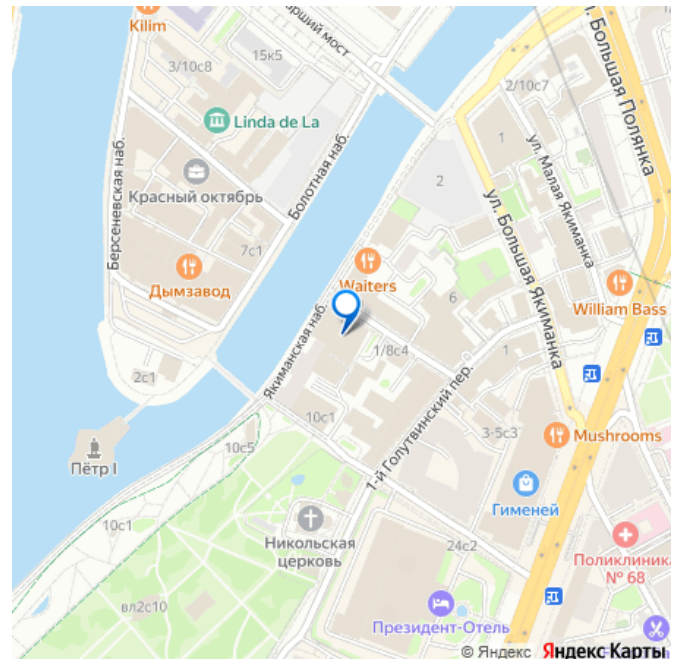 Kilim
арший мост
15к5
3/10с8
Linda de La
Берсеневская наб.
Болотная наб.
Красный октябрь
7с1
Дымзавод
2с1
Пётр I
2/10с7
1
2
ул. Большая Полянка
ул. Малая Якиманка
ул. Большая Якиманка
Waiters
6
William Bass
Якиманская наб.
1/8с4
1
10с1
1-й Голутвинский пер.
3-5с3
Mushrooms
10с5
Гименей
10с1
Никольская
церковь
24с2
Поликлиник
№ 68
вл2с10
Президент-Отель
© Яндекс Яндекс Карты